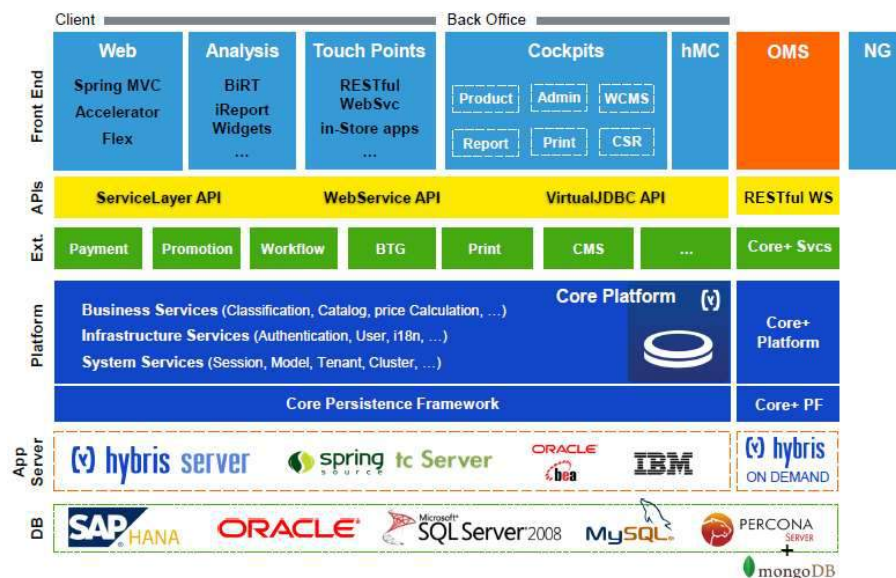 Client
Back Office
Front End
Web
Spring MVC
Accelerator
Flex
Analysis
BiRT
iReport
Widgets
...
Touch Points
RESTful
WebSvc
in-Store apps
...
Cockpits
Product
Admin
WCMS
Report
Print
CSR
hMC
OMS
NG
APIs
ServiceLayer API
WebService API
VirtualJDBC API
RESTful WS
Ext.
Payment
Promotion
Workflow
BTG
Print
CMS
...
Core+ Svcs
Platform
Business Services (Classification, Catalog, price Calculation, ...)
Infrastructure Services (Authentication, User, i18n, ...)
System Services (Session, Model, Tenant, Cluster, ...)
Core Platform (y)
Core+
Platform
Core Persistence Framework
Core+ PF
App
Server
(y) hybris server
spring
source
tc Server
ORACLE
bea
IBM
(y) hybris
ON DEMAND
DB
SAP HANA
ORACLE
Microsoft
SQL Server 2008
MySQL
PERCONA
SERVER
+
mongoDB